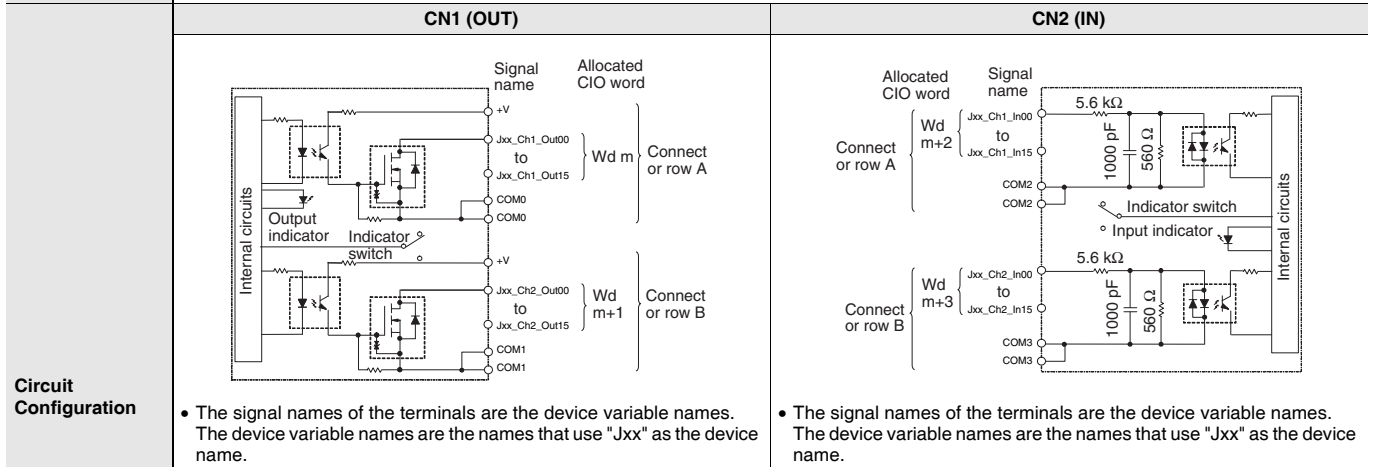 CN1 (OUT)
CN2 (IN)
Circuit
Configuration
Signal
name
Allocated
CIO word
+V
Jxx_Ch1_Out00
to
Jxx_Ch1_Out15
Wd m
Connect
or row A
COM0
COM0
Internal circuits
Output
indicator
Indicator
switch
+V
Jxx_Ch2_Out00
to
Jxx_Ch2_Out15
Wd
m+1
Connect
or row B
COM1
COM1
• The signal names of the terminals are the device variable names.
The device variable names are the names that use "Jxx" as the device
name.
Allocated
CIO word
Signal
name
Connect
or row A
Wd
m+2
Jxx_Ch1_In00
to
Jxx_Ch1_In15
COM2
COM2
5.6 kΩ
1000 pF
560 Ω
Indicator switch
Input indicator
Internal circuits
Connect
or row B
Wd
m+3
Jxx_Ch2_In00
to
Jxx_Ch2_In15
COM3
COM3
5.6 kΩ
1000 pF
560 Ω
• The signal names of the terminals are the device variable names.
The device variable names are the names that use "Jxx" as the device
name.